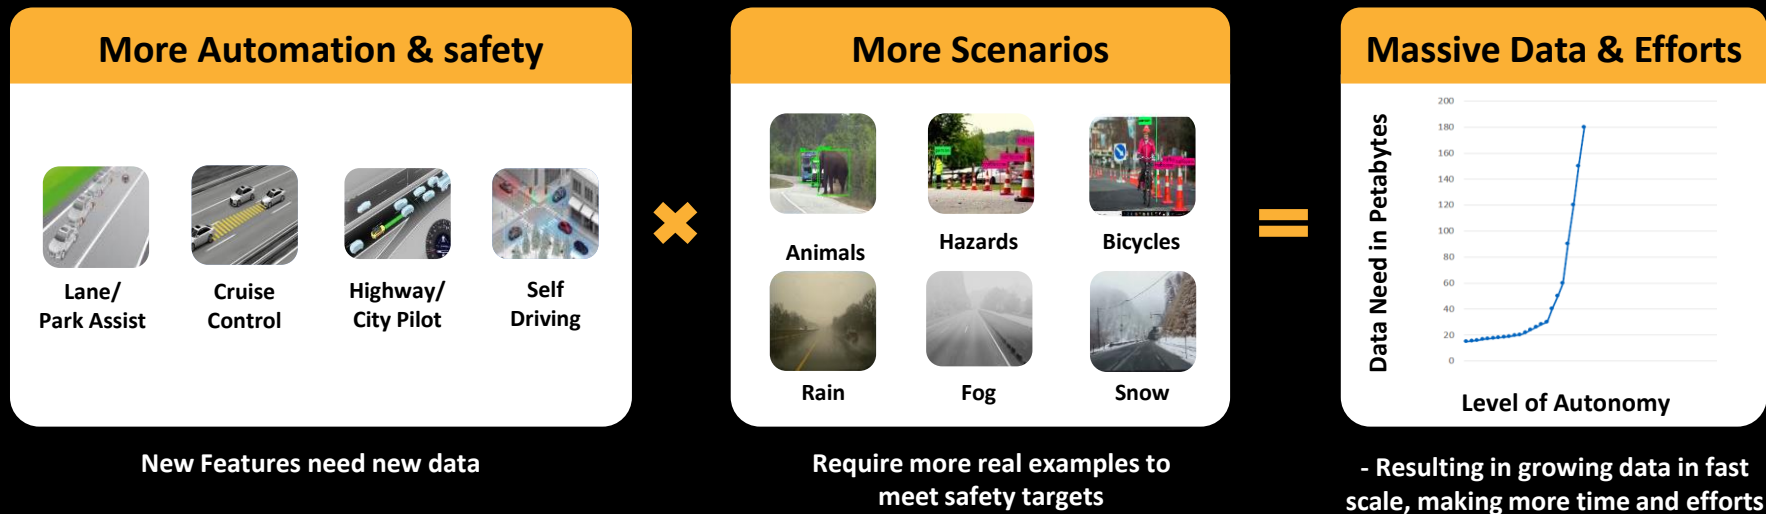 More Automation & safety
Lane/
Park Assist
Cruise
Control
Highway/
City Pilot
Self
Driving
New Features need new data
More Scenarios
Animals
Hazards
Bicycles
Rain
Fog
Snow
Require more real examples to
meet safety targets
Massive Data & Efforts
Data Need in Petabytes
200
180
160
140
120
100
80
60
40
20
0
Level of Autonomy
- Resulting in growing data in fast
scale, making more time and efforts